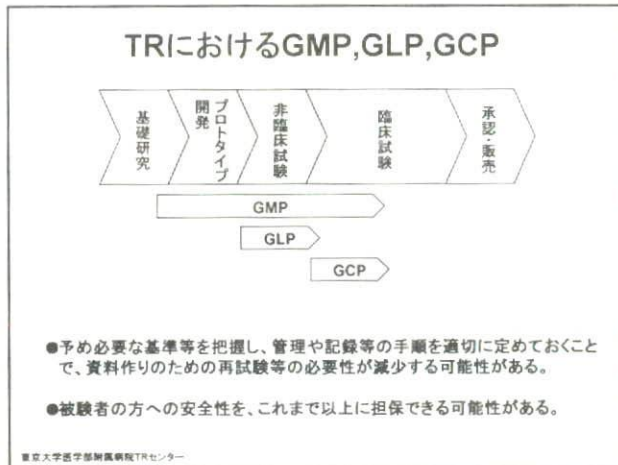 TRにおけるGMP,GLP,GCP
基礎研究
プロトタイプ
開発
非臨床試験
臨床試験
承認・販売
GMP
GLP
GCP
●予め必要な基準等を把握し、管理や記録等の手順を適切に定めておくこと
で、資料作りのための再試験等の必要性が減少する可能性がある。
●被験者の方への安全性を、これまで以上に担保できる可能性がある。
東京大学医学部附属病院TRセンター